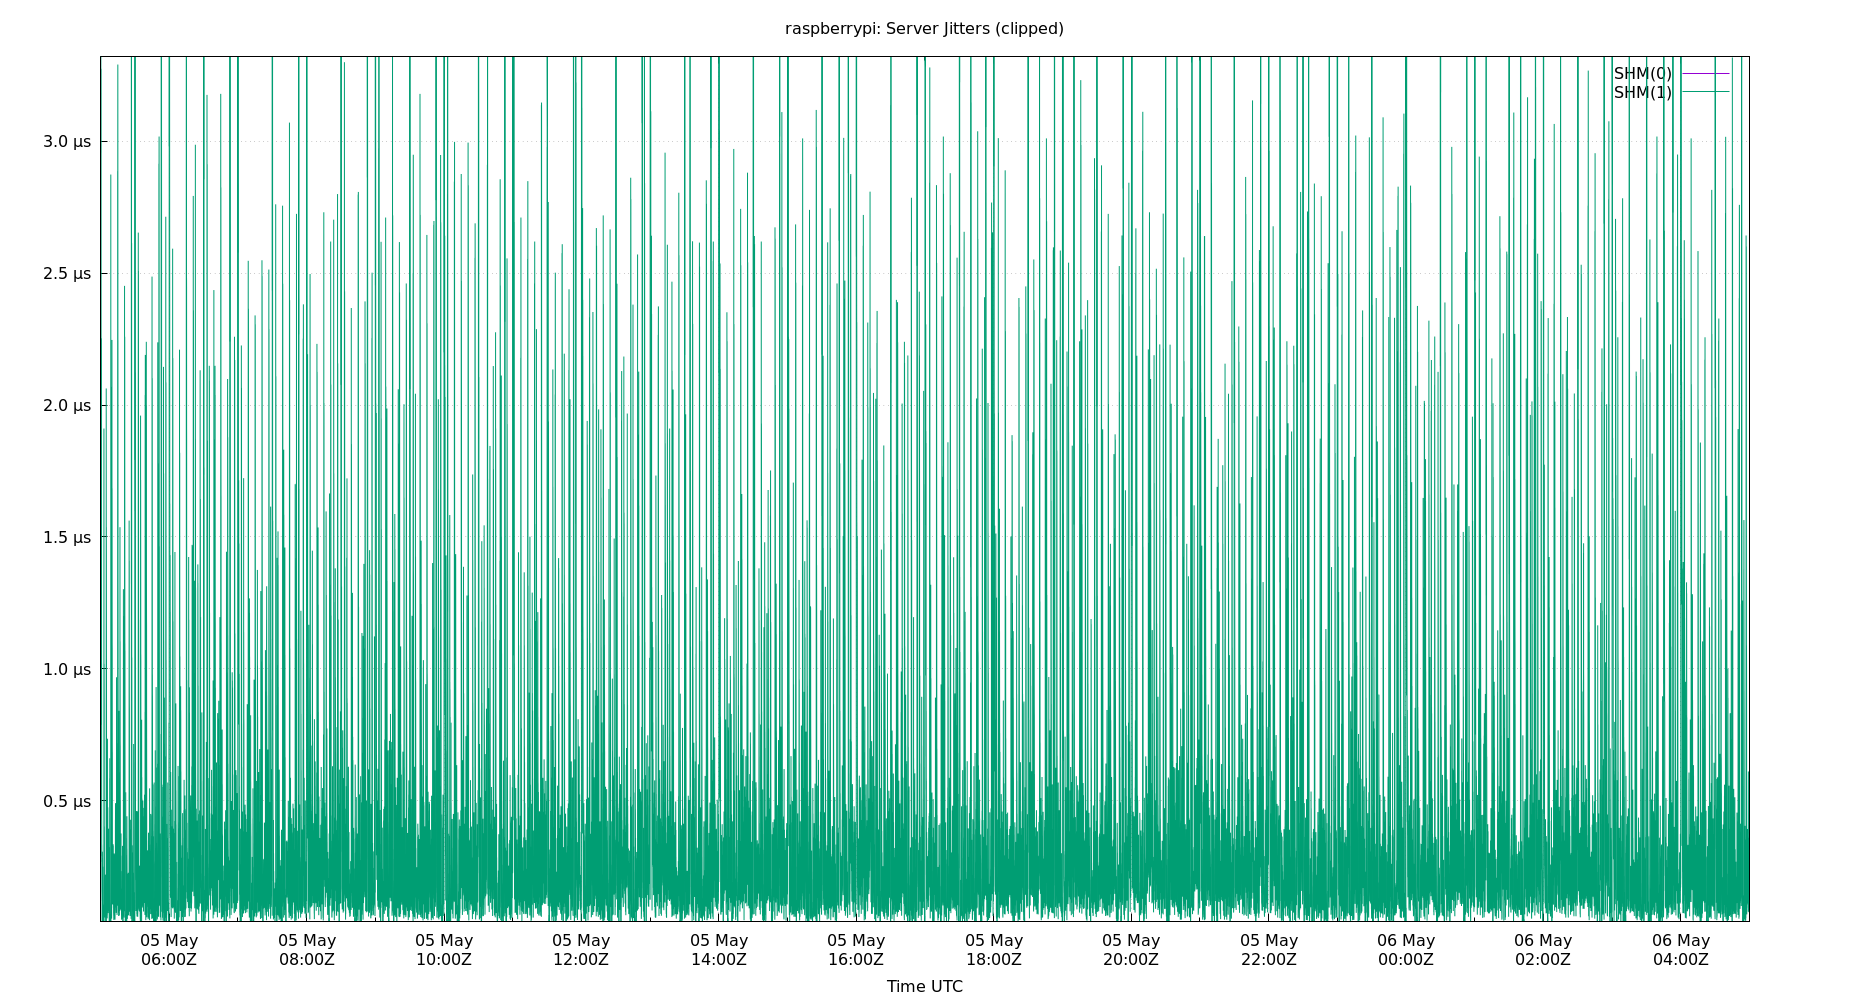 raspberrypi: Server Jitters (clipped)
SHM(0)
SHM(1)
3.0 µs
2.5 µs
2.0 µs
1.5 µs
1.0 µs
0.5 µs
05 May 05 May 05 May 05 May 05 May 05 May 05 May 05 May 05 May 06 May 06 May 06 May
06:00Z 08:00Z 10:00Z 12:00Z 14:00Z 16:00Z 18:00Z 20:00Z 22:00Z 00:00Z 02:00Z 04:00Z
Time UTC